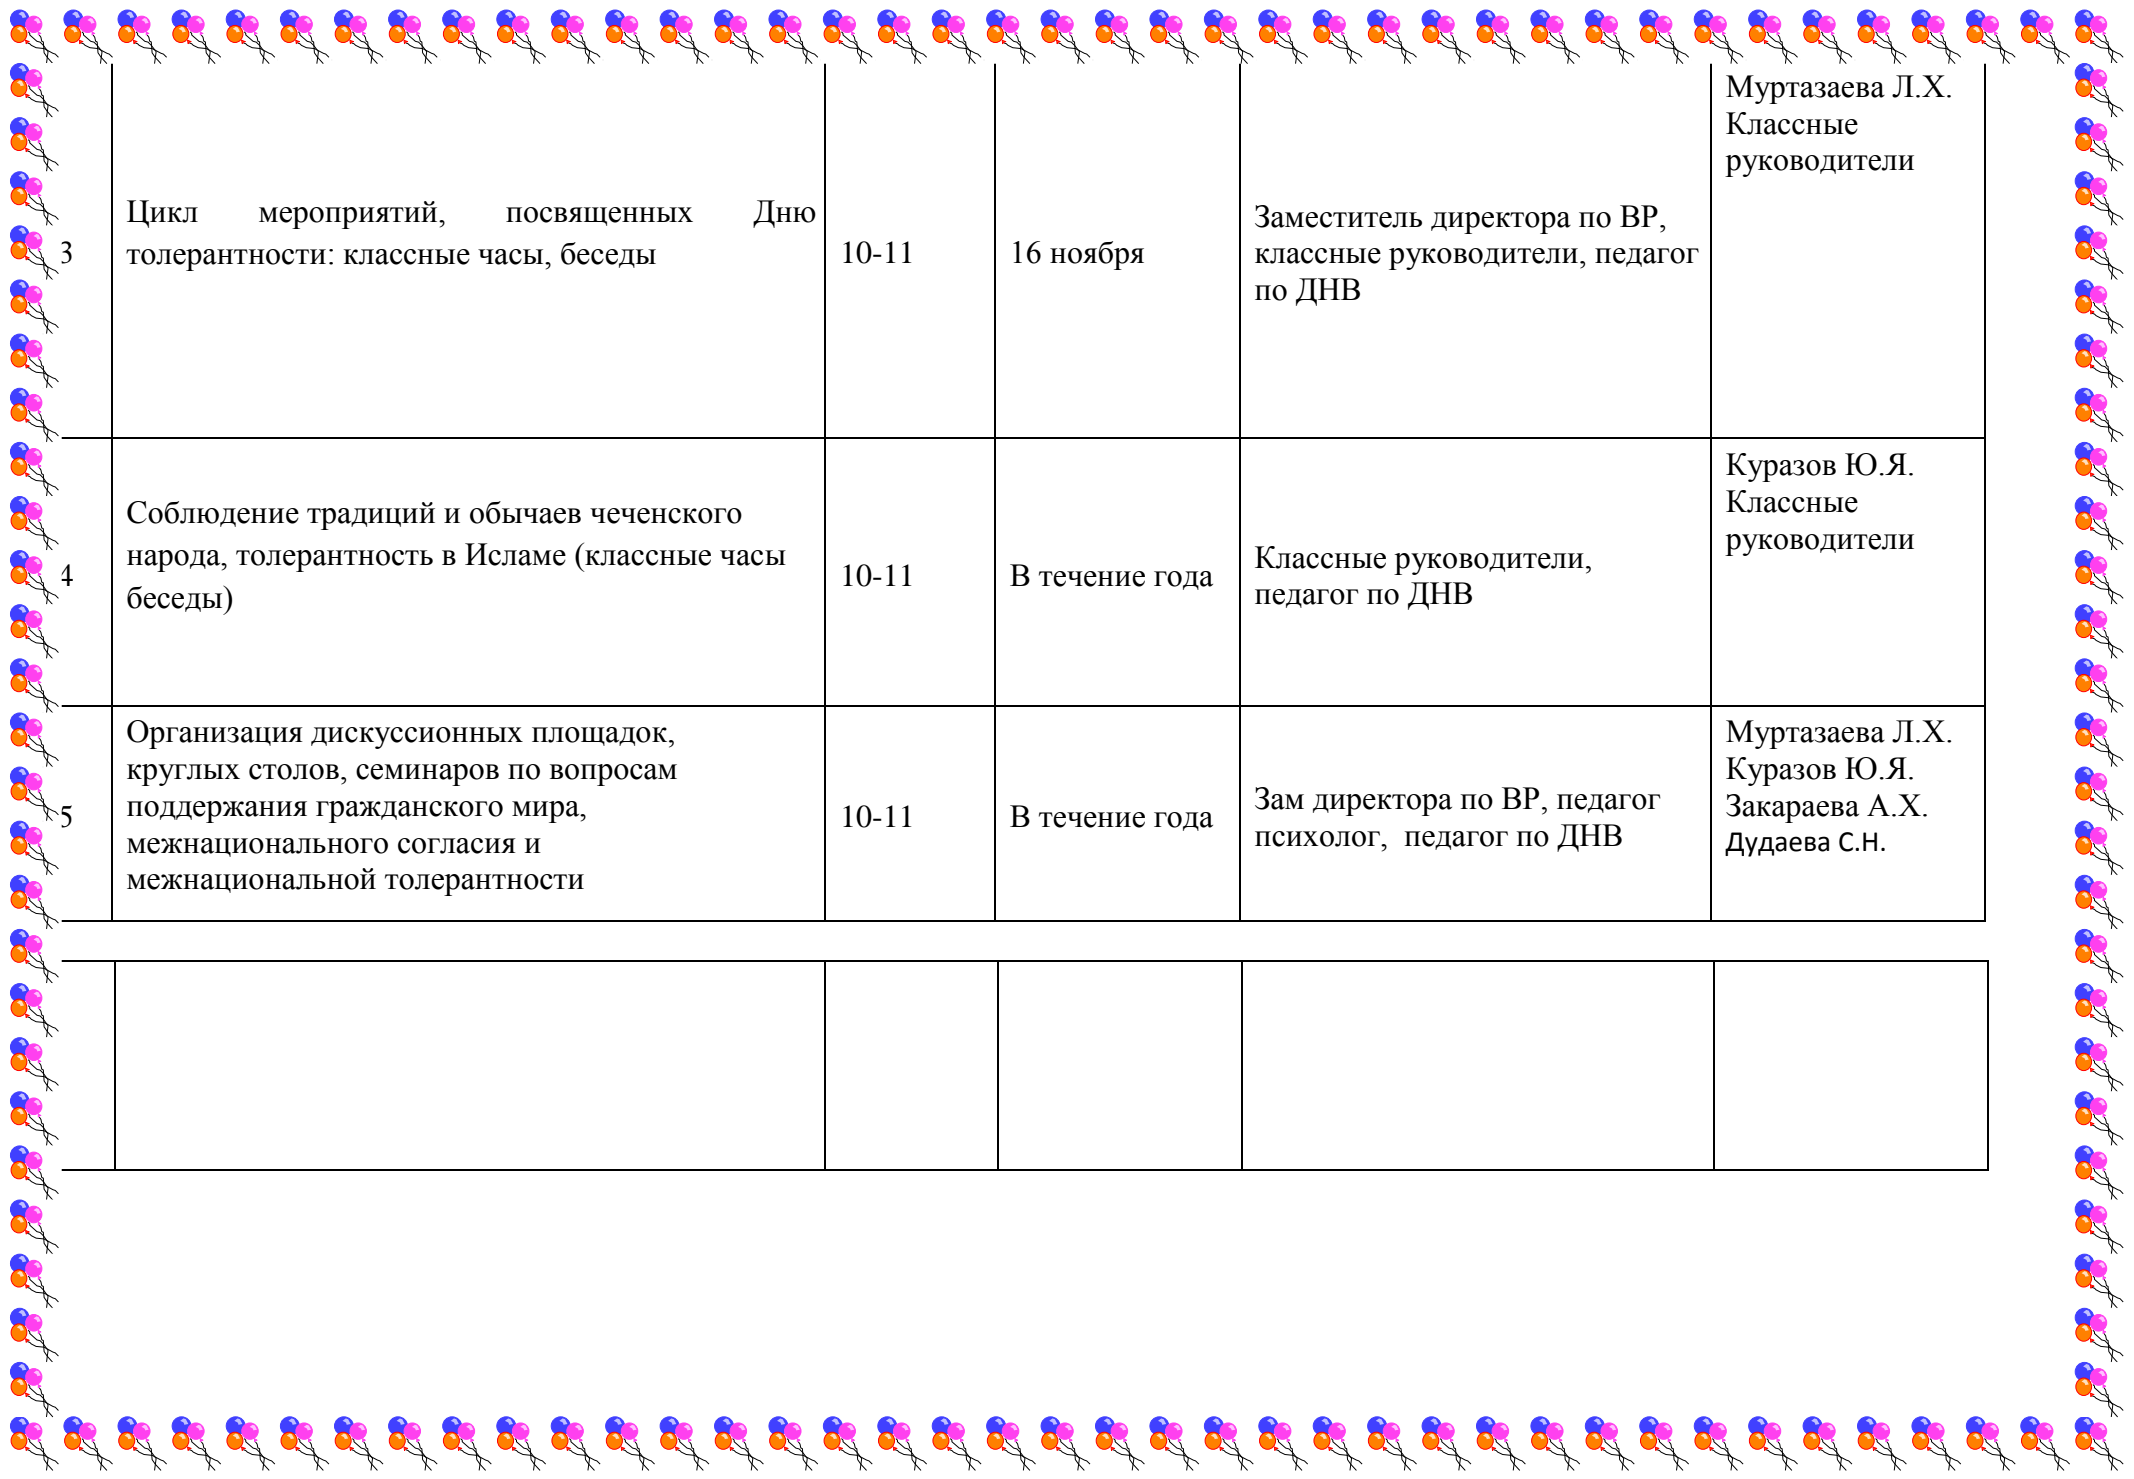 3
Цикл мероприятий, посвященных Дню
толерантности: классные часы, беседы
10-11
16 ноября
Заместитель директора по ВР,
классные руководители, педагог
по ДНВ
Муртазаева Л.Х.
Классные
руководители
4
Соблюдение традиций и обычаев чеченского
народа, толерантность в Исламе (классные часы
беседы)
10-11
В течение года
Классные руководители,
педагог по ДНВ
Куразов Ю.Я.
Классные
руководители
5
Организация дискуссионных площадок,
круглых столов, семинаров по вопросам
поддержания гражданского мира,
межнационального согласия и
межнациональной толерантности
10-11
В течение года
Зам директора по ВР, педагог
психолог,  педагог по ДНВ
Муртазаева Л.Х.
Куразов Ю.Я.
Закараева А.Х.
Дудаева С.Н.